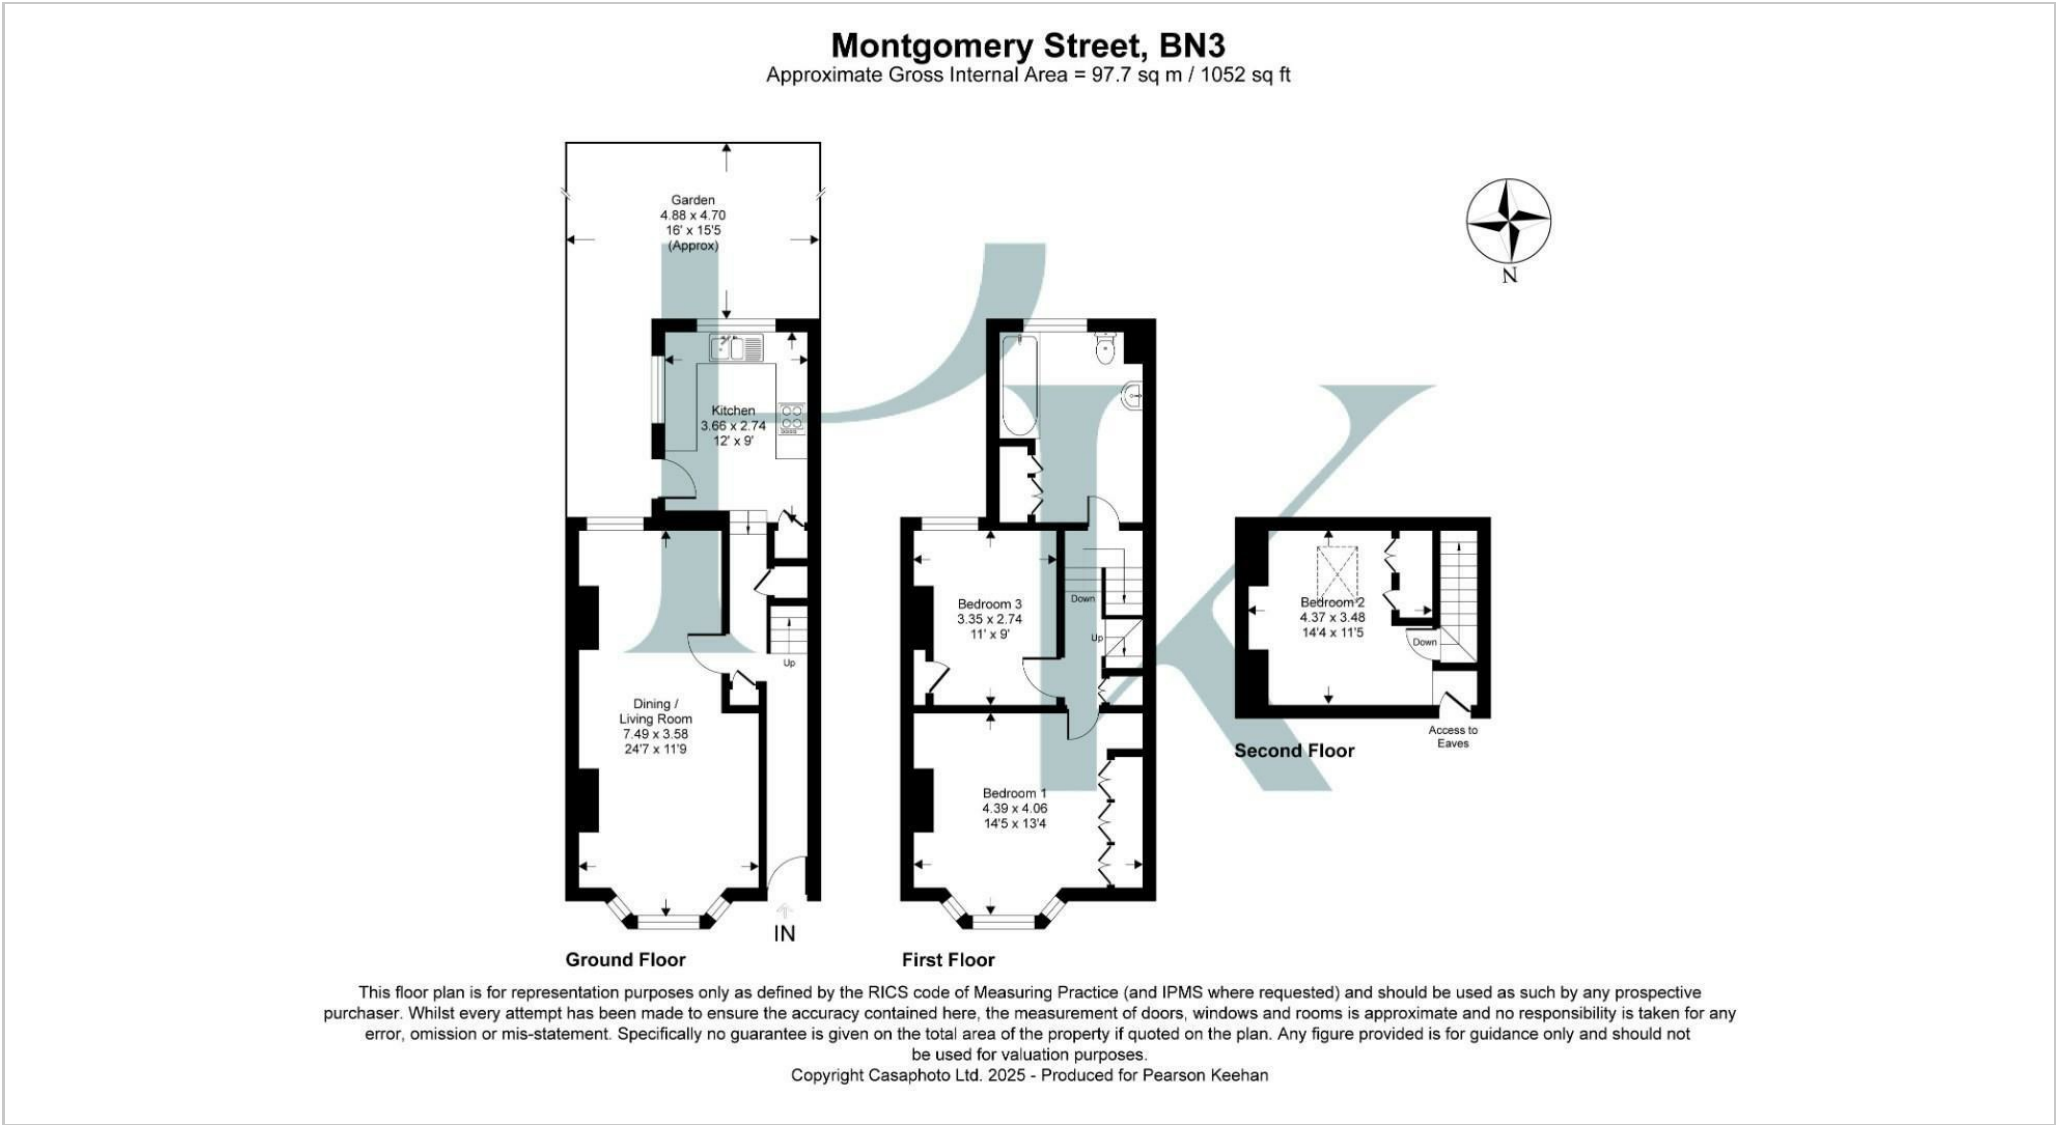 Montgomery Street, BN3
Approximate Gross Internal Area = 97.7 sq m / 1052 sq ft
Garden
4.88 x 4.70
16' x 15'5
(Approx)
N
Kitchen
3.66 x 2.74
12' x 9'
Up
Dining /
Living Room
7.49 x 3.58
24'7 x 11'9
IN
Ground Floor
Bedroom 3
3.35 x 2.74
11' x 9'
Down
Up
Bedroom 1
4.39 x 4.06
14'5 x 13'4
First Floor
Bedroom 2
4.37 x 3.48
14'4 x 11'5
Down
Access to
Eaves
Second Floor
This floor plan is for representation purposes only as defined by the RICS code of Measuring Practice (and IPMS where requested) and should be used as such by any prospective
purchaser. Whilst every attempt has been made to ensure the accuracy contained here, the measurement of doors, windows and rooms is approximate and no responsibility is taken for any
error, omission or mis-statement. Specifically no guarantee is given on the total area of the property if quoted on the plan. Any figure provided is for guidance only and should not
be used for valuation purposes.
Copyright Casaphoto Ltd. 2025 - Produced for Pearson Keehan